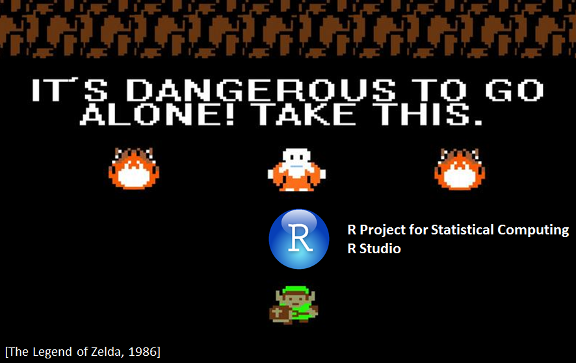 IT'S DANGEROUS TO GO
ALONE! TAKE THIS.
R
R Project for Statistical Computing
R Studio
[The Legend of Zelda, 1986]